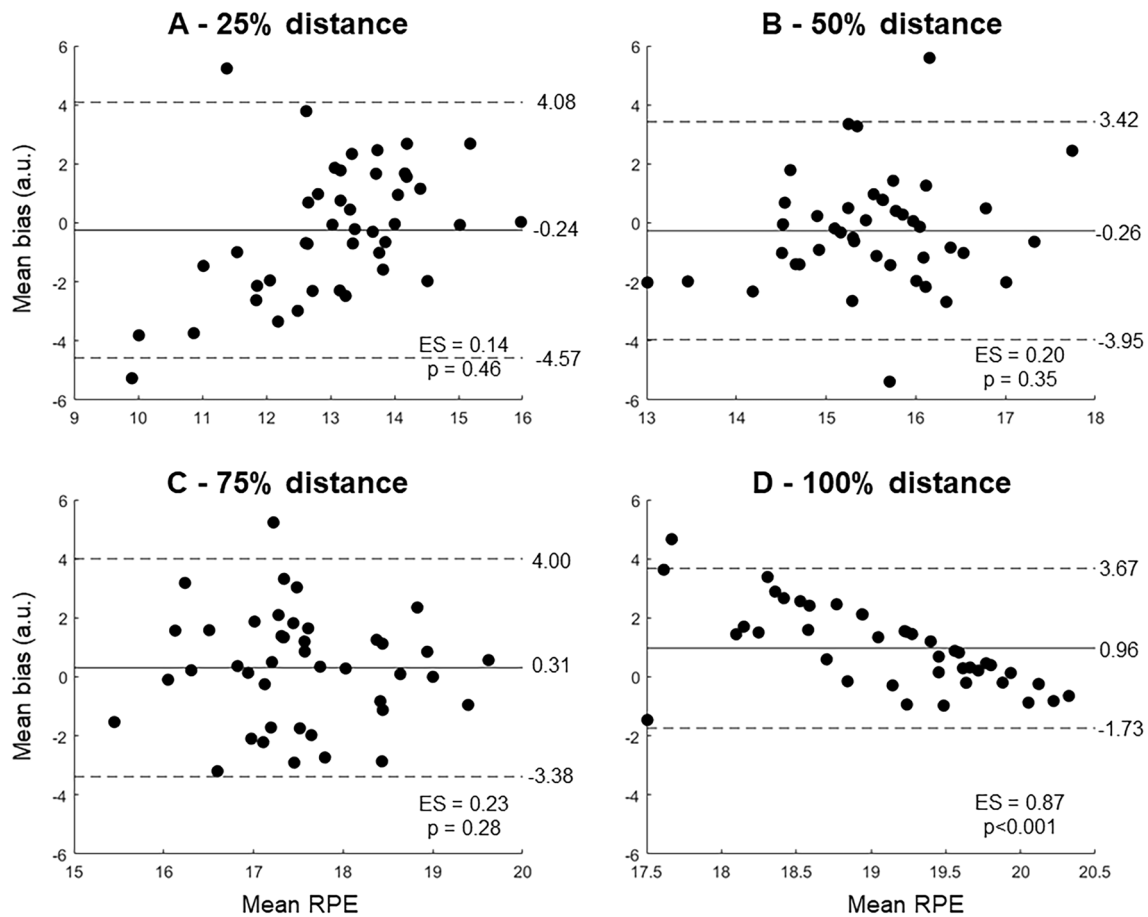 A - 25% distance
6
4
2
0
-2
-4
-6
Mean bias (a.u.)
4.08
-0.24
-4.57
ES = 0.14
p = 0.46
9 10 11 12 13 14 15 16
B - 50% distance
6
4
2
0
-2
-4
-6
3.42
-0.26
-3.95
ES = 0.20
p = 0.35
13 14 15 16 17 18
C - 75% distance
6
4
2
0
-2
-4
-6
Mean bias (a.u.)
4.00
0.31
-3.38
ES = 0.23
p = 0.28
15 16 17 18 19 20
Mean RPE
D - 100% distance
6
4
2
0
-2
-4
-6
3.67
0.96
-1.73
ES = 0.87
p<0.001
17.5 18 18.5 19 19.5 20 20.5
Mean RPE